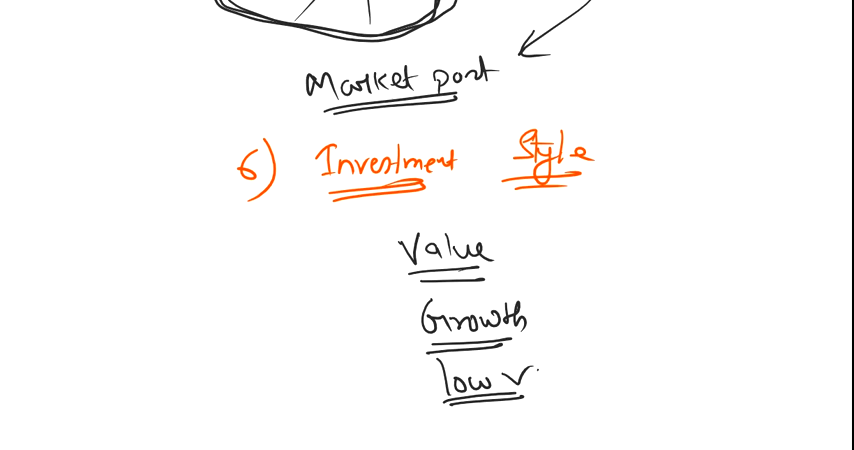 Market port
6) Investment Style
Value
Growth
low v